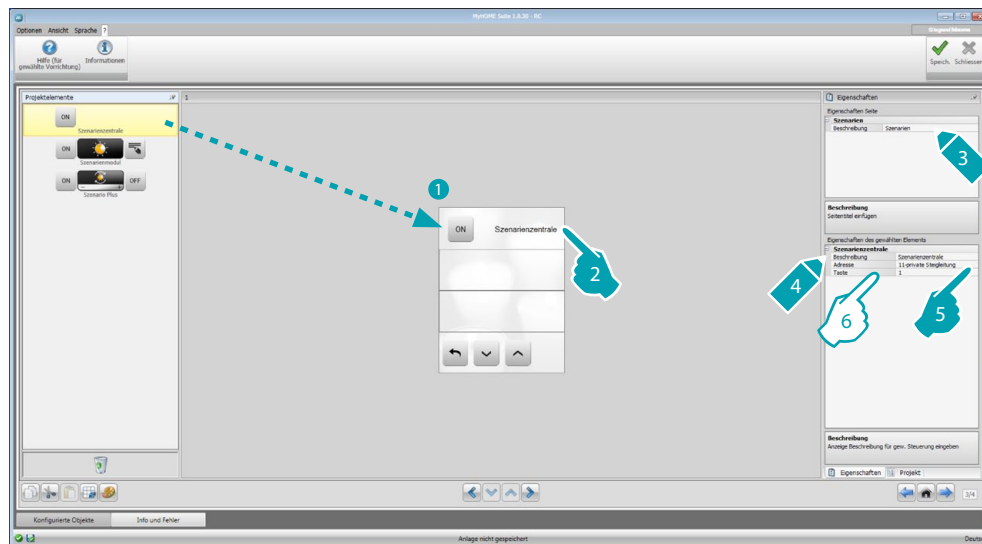 MyHOME Suite 1.0.30 - RC
Optionen Ansicht Sprache ?
Hilfe (für gewählte Vorrichtung)
Informationen
Speich. Schliessen
Projektelemente
ON
Szenarienzentrale
ON
Szenarienmodul
ON
OFF
Szenario Plus
1
1
ON Szenarienzentrale
2
Eigenschaften
Eigenschaften Seite
Szenarien
Beschreibung Szenarien
3
Beschreibung
Seitentitel einfügen
Eigenschaften des gewählten Elements
Szenarienzentrale
Beschreibung Szenarienzentrale
Adresse 11-private Steigleitung
Taste 1
4
5
6
Beschreibung
Anzeige Beschreibung für gew. Steuerung eingeben
Eigenschaften Projekt
3/4
Konfigurierte Objekte Info und Fehler
Anlage nicht gespeichert